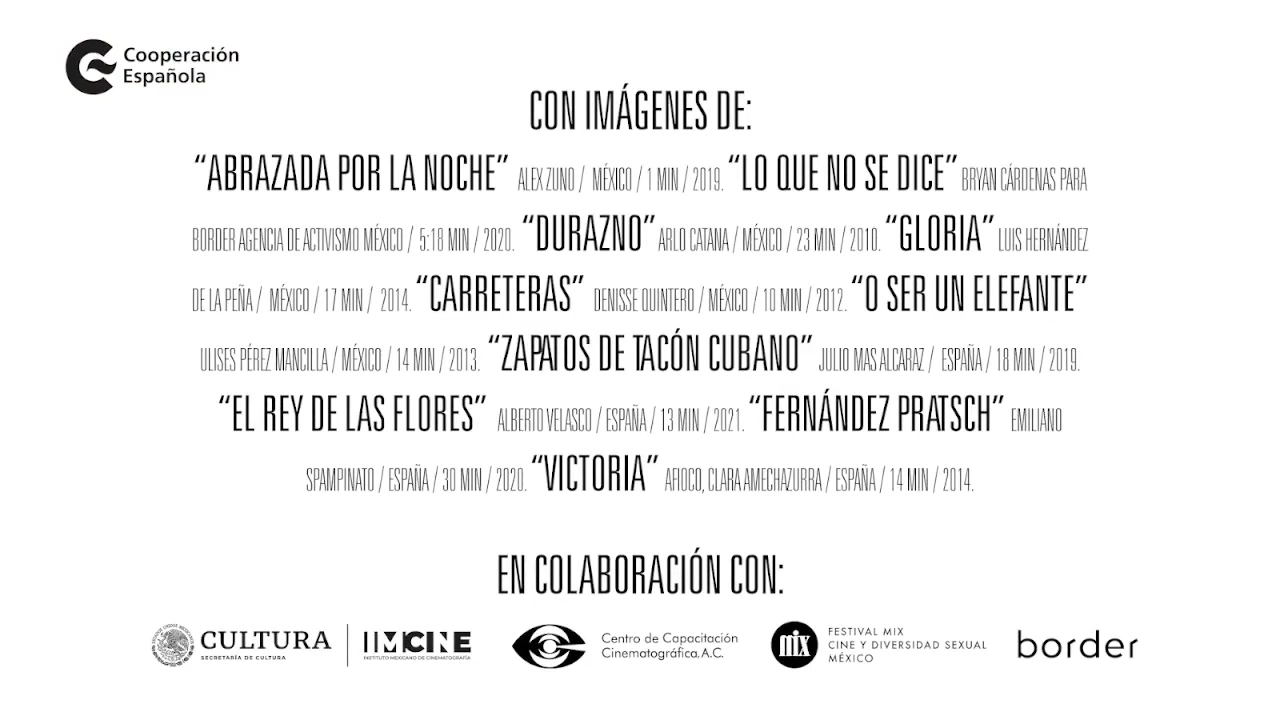 Cooperación
Española
CON IMÁGENES DE:
“ABRAZADA POR LA NOCHE” ALEX ZUNO / MÉXICO / 1 MIN / 2019. “LO QUE NO SE DICE” BRYAN CÁRDENAS PARA
BORDER AGENCIA DE ACTIVISMO MÉXICO / 5:18 MIN / 2020. “DURAZNO” ARLO CATANA / MÉXICO / 23 MIN / 2010. “GLORIA” LUIS HERNÁNDEZ
DE LA PEÑA / MÉXICO / 17 MIN / 2014. “CARRETERAS” DENISSE QUINTERO / MÉXICO / 10 MIN / 2012. “O SER UN ELEFANTE”
ULISES PÉREZ MANCILLA / MÉXICO / 14 MIN / 2013. “ZAPATOS DE TACÓN CUBANO” JULIO MAS ALCARAZ / ESPAÑA / 18 MIN / 2019.
“EL REY DE LAS FLORES” ALBERTO VELASCO / ESPAÑA / 13 MIN / 2021. “FERNÁNDEZ PRATSCH” EMILIANO
SPAMPINATO / ESPAÑA / 30 MIN / 2020. “VICTORIA” AFIOCO, CLARA AMECHAZURRA / ESPAÑA / 14 MIN / 2014.
EN COLABORACIÓN CON:
CULTURA
SECRETARÍA DE CULTURA
IMCINE
INSTITUTO MEXICANO DE CINEMATOGRAFÍA
Centro de Capacitación
Cinematográfica, A.C.
mix
FESTIVAL MIX
CINE Y DIVERSIDAD SEXUAL
MÉXICO
border